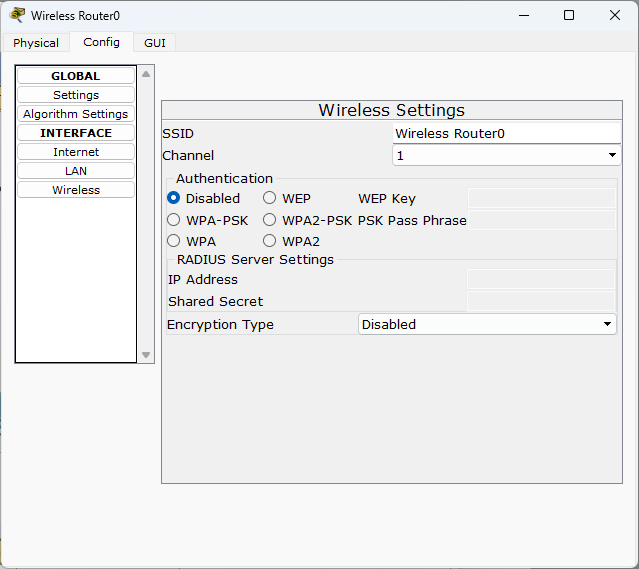 Wireless Router0
Physical Config GUI
GLOBAL
Settings
Algorithm Settings
INTERFACE
Internet
LAN
Wireless
Wireless Settings
SSID Wireless Router0
Channel 1
Authentication
Disabled WEP WEP Key
WPA-PSK WPA2-PSK PSK Pass Phrase
WPA WPA2
RADIUS Server Settings
IP Address
Shared Secret
Encryption Type Disabled